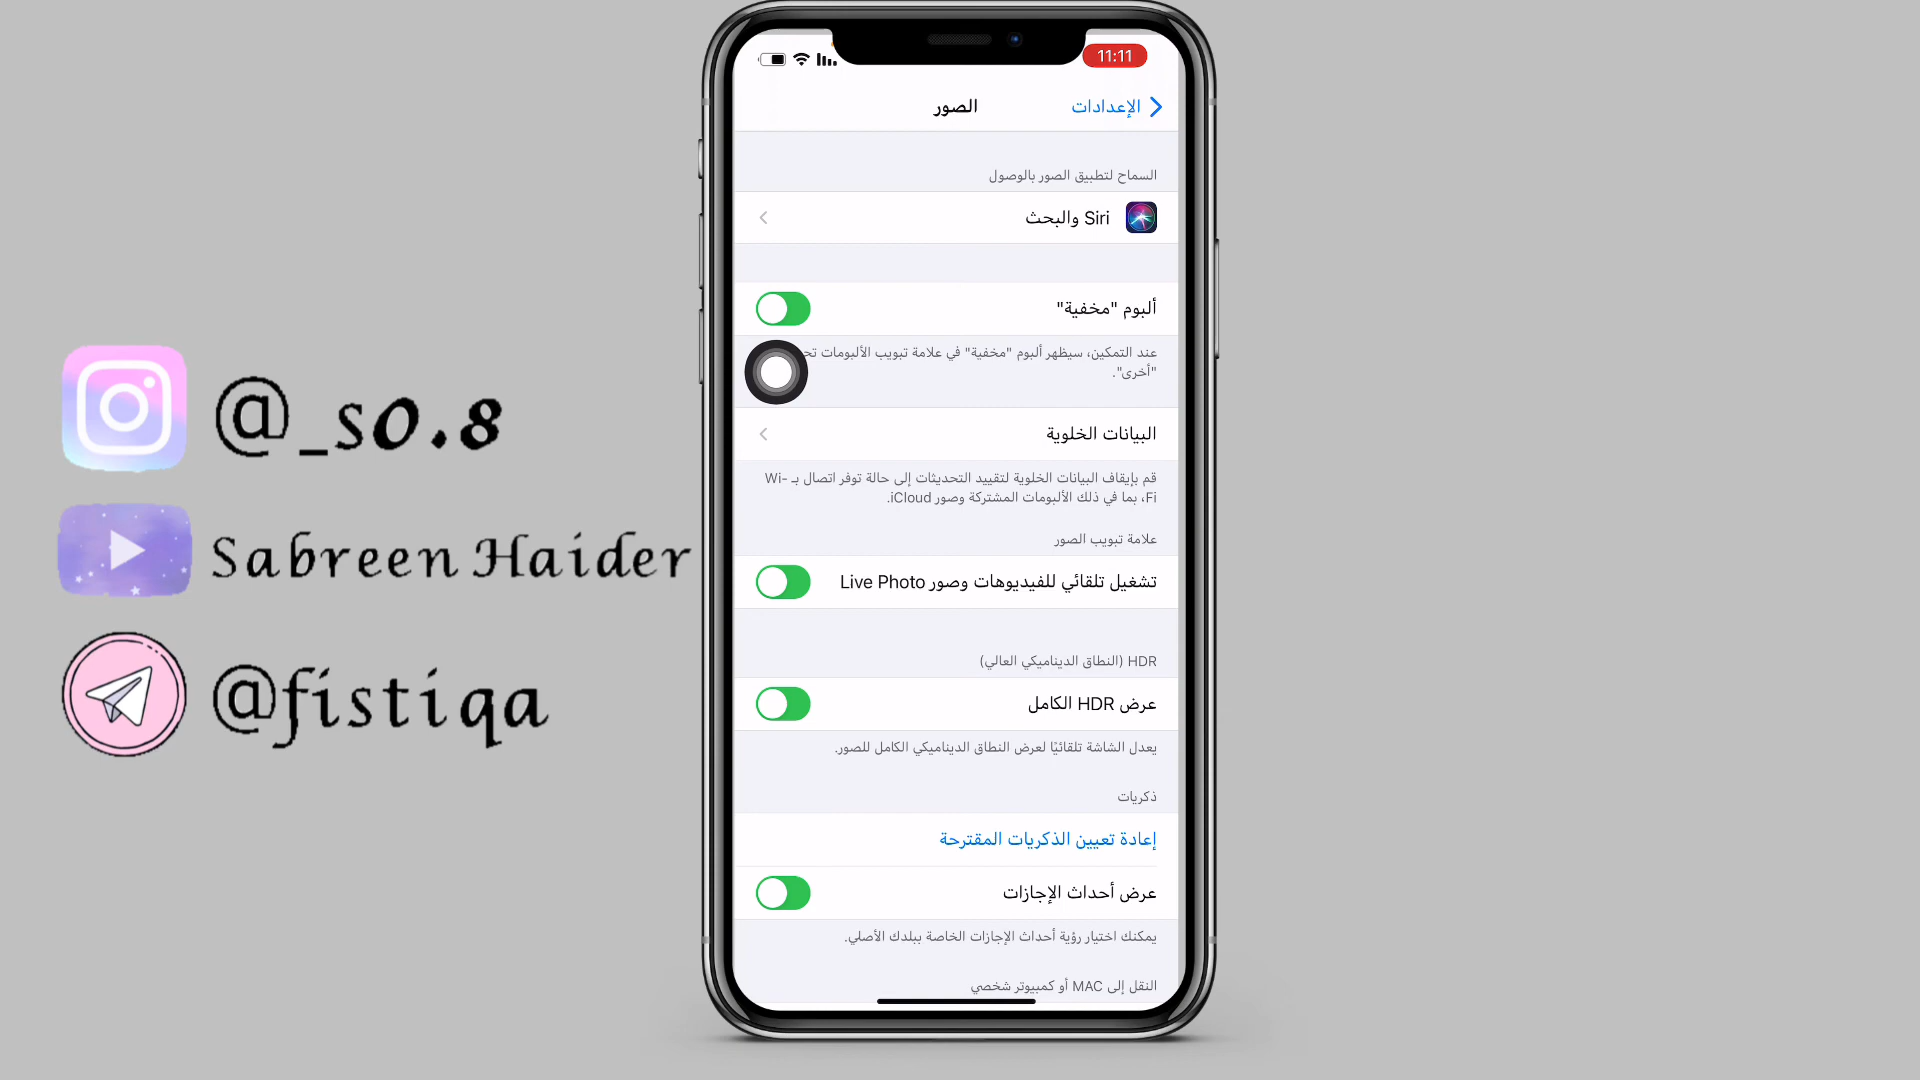 11:11
الإعدادات
الصور
السماح لتطبيق الصور بالوصول
Siri والبحث
ألبوم "مخفية"
عند التمكين، سيظهر ألبوم "مخفية" في علامة تبويب الألبومات
"أخرى".
البيانات الخلوية
قم بإيقاف البيانات الخلوية لتقييد التحديثات إلى حالة توفر اتصال بـ Wi-
Fi، بما في ذلك الألبومات المشتركة وصور iCloud.
علامة تبويب الصور
تشغيل تلقائي للفيديوهات وصور Live Photo
HDR (النطاق الديناميكي العالي)
عرض HDR الكامل
يعدل الشاشة تلقائيًا لعرض النطاق الديناميكي الكامل للصور.
ذكريات
إعادة تعيين الذكريات المقترحة
عرض أحداث الإجازات
يمكنك اختيار رؤية أحداث الإجازات الخاصة ببلدك الأصلي.
النقل إلى MAC أو كمبيوتر شخصي
@_s0.8
Sabreen Haider
@fistiqa